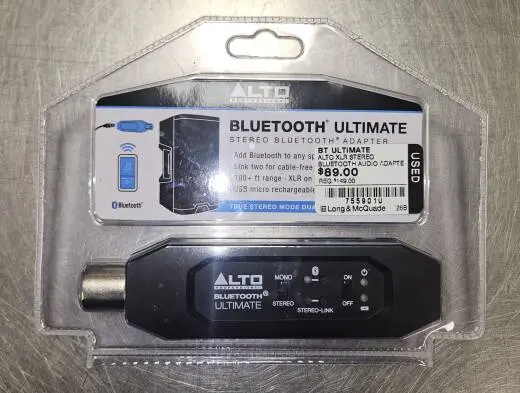 ALTO
PROFESSIONAL
BLUETOOTH® ULTIMATE
STEREO BLUETOOTH® ADAPTER
Add Bluetooth to any sp
Link two for cable-free
100+ ft range - XLR on
USB micro rechargeable
TRUE STEREO MODE DUA
Bluetooth®
BT ULTIMATE
ALTO XLR STEREO
BLUETOOTH AUDIO ADAPTE
$89.00
REG.$149.00
755901U
Long & McQuade
26B
USED
ALTO
PROFESSIONAL
BLUETOOTH®
ULTIMATE
MONO
STEREO
STEREO-LINK
ON
OFF